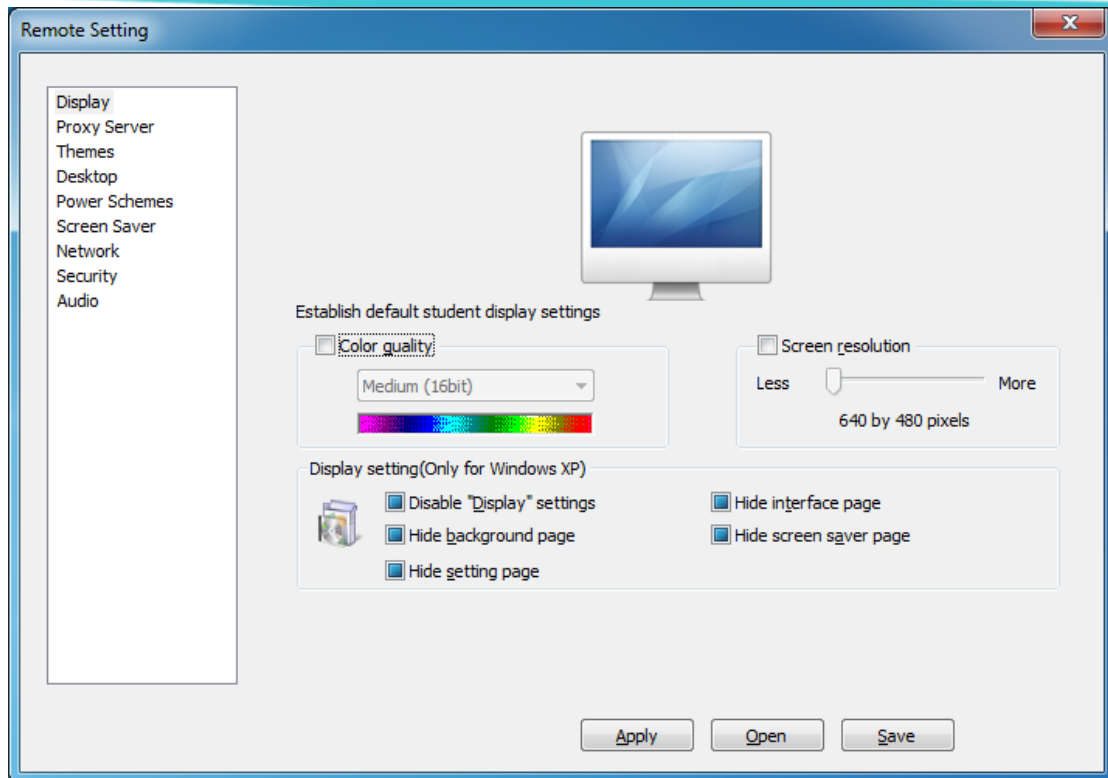 Remote Setting
Display
Proxy Server
Themes
Desktop
Power Schemes
Screen Saver
Network
Security
Audio
Establish default student display settings
Color quality
Medium (16bit)
Screen resolution
Less
More
640 by 480 pixels
Display setting(Only for Windows XP)
Disable "Display" settings
Hide interface page
Hide background page
Hide screen saver page
Hide setting page
Apply
Open
Save